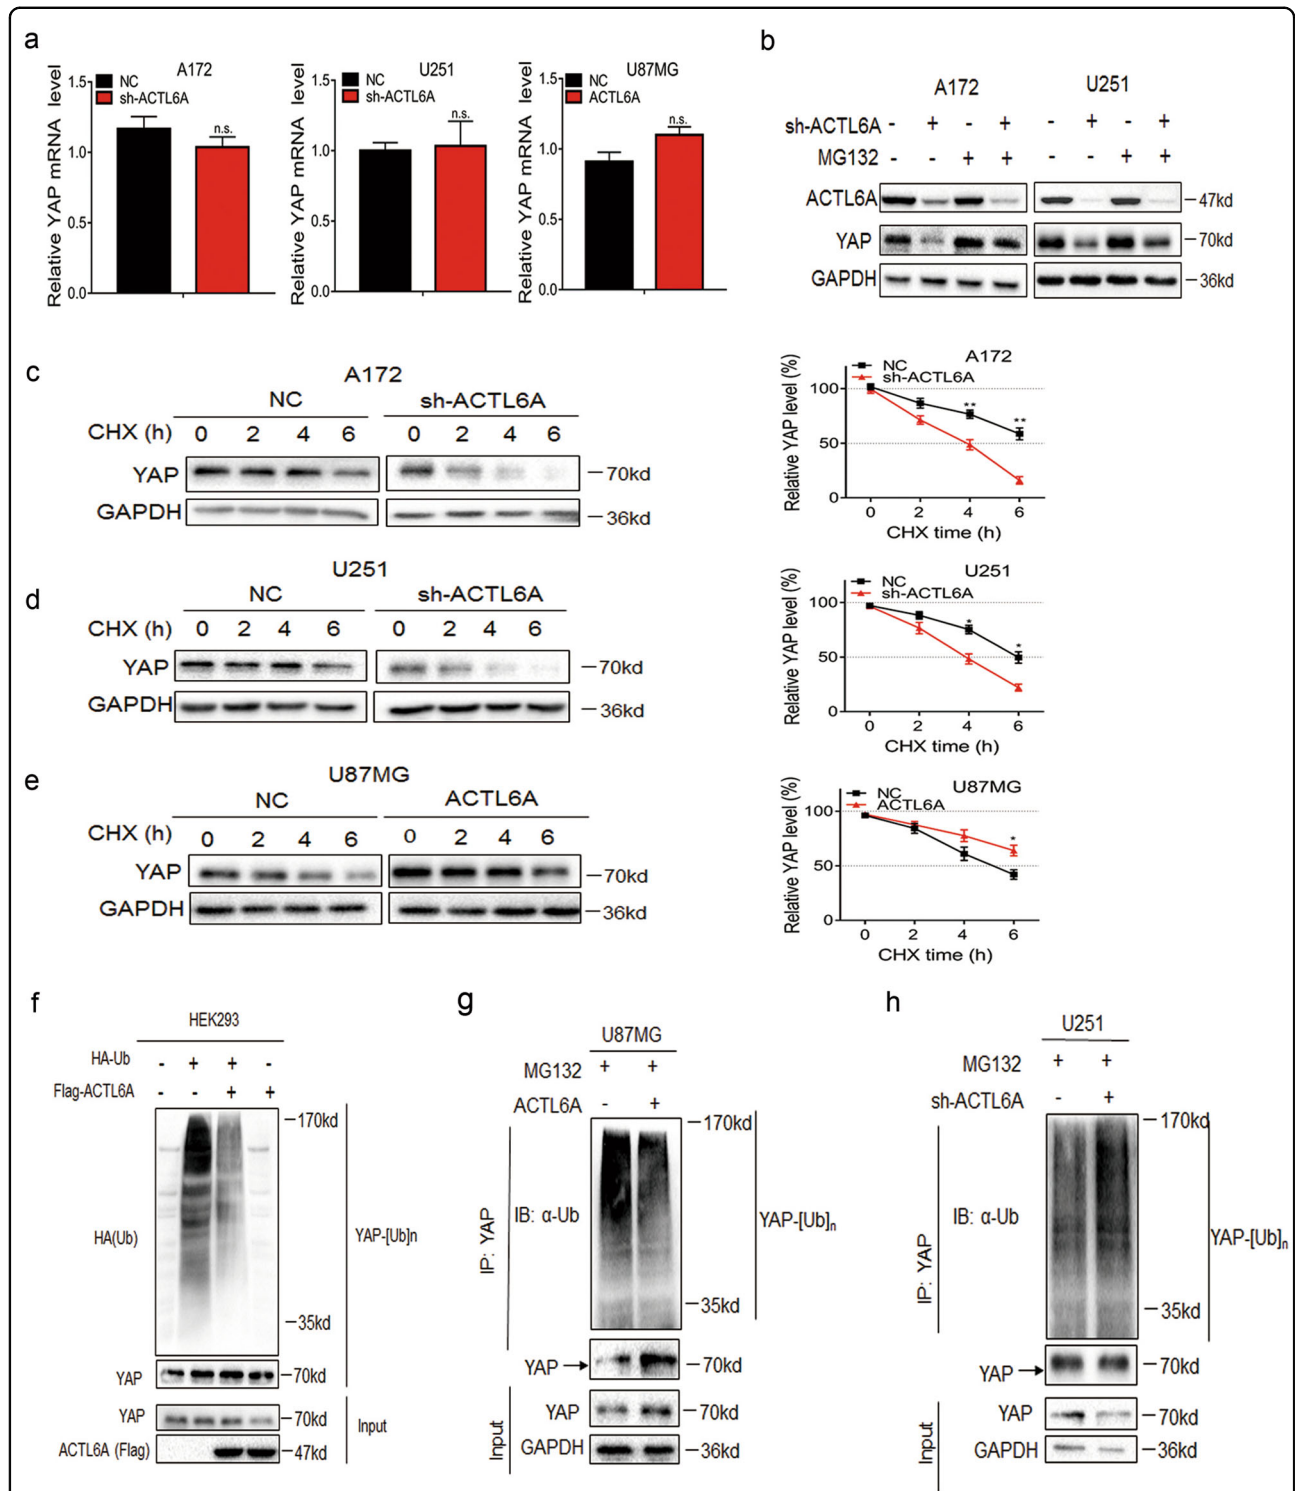 a
A172
NC
sh-ACTL6A
n.s.
Relative YAP mRNA level
1.5
1.0
0.5
0.0
U251
NC
sh-ACTL6A
n.s.
Relative YAP mRNA level
1.5
1.0
0.5
0.0
U87MG
NC
ACTL6A
n.s.
Relative YAP mRNA level
1.5
1.0
0.5
0.0
b
A172 U251
sh-ACTL6A - + - + - + - +
MG132 - - + + - - + +
ACTL6A 47kd
YAP 70kd
GAPDH 36kd
c
A172
NC sh-ACTL6A
CHX (h) 0 2 4 6 0 2 4 6
YAP 70kd
GAPDH 36kd
A172
NC
sh-ACTL6A
Relative YAP level (%)
100
50
0
** **
0 2 4 6
CHX time (h)
d
U251
NC sh-ACTL6A
CHX (h) 0 2 4 6 0 2 4 6
YAP 70kd
GAPDH 36kd
U251
NC
sh-ACTL6A
Relative YAP level (%)
100
50
0
* *
0 2 4 6
CHX time (h)
e
U87MG
NC ACTL6A
CHX (h) 0 2 4 6 0 2 4 6
YAP 70kd
GAPDH 36kd
U87MG
NC
ACTL6A
Relative YAP level (%)
100
50
0
*
0 2 4 6
CHX time (h)
f
HEK293
HA-Ub - + + -
Flag-ACTL6A - - + +
170kd
HA(Ub)
YAP-[Ub]n
35kd
YAP 70kd
YAP 70kd
Input
ACTL6A (Flag) 47kd
g
U87MG
MG132 + +
ACTL6A - +
170kd
IP: YAP
IB: α-Ub
YAP-[Ub]n
35kd
YAP 70kd
Input
YAP 70kd
GAPDH 36kd
h
U251
MG132 + +
sh-ACTL6A - +
170kd
IP: YAP
IB: α-Ub
YAP-[Ub]n
35kd
YAP 70kd
Input
YAP 70kd
GAPDH 36kd